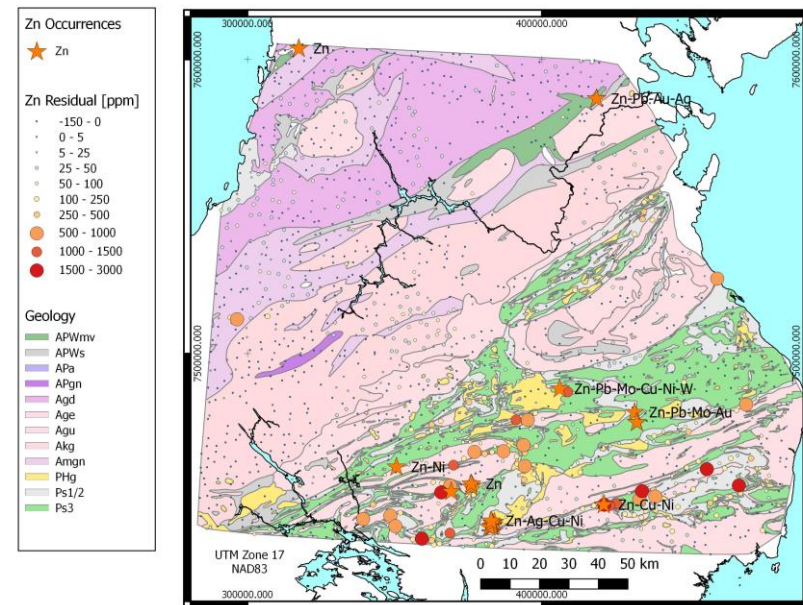 Zn Occurrences
Zn
Zn Residual [ppm]
-150 - 0
0 - 5
5 - 25
25 - 50
50 - 100
100 - 250
250 - 500
500 - 1000
1000 - 1500
1500 - 3000
Geology
APWmv
APWs
APa
APgn
Agd
Age
Agu
Akg
Amgn
PHg
Ps1/2
Ps3
300000.000
400000.000
7600000.000
7600000.000
Zn
Zn-Pb-Au-Ag
7500000.000
7500000.000
Zn-Pb-Mo-Cu-Ni-W
Zn-Pb-Mo-Au
Zn-Ni
Zn
Zn-Cu-Ni
Zn-Ag-Cu-Ni
UTM Zone 17
NAD83
0 10 20 30 40 50 km
300000.000
400000.000